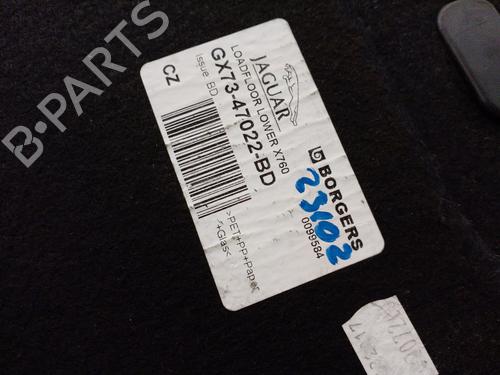 B-PARTS
JAGUAR
LOADFLOOR LOWER X760
GX73-47022-BD
Issue BD
CZ
BORGERS
0099584
23102
>PET+PP+Paper
+Glas<